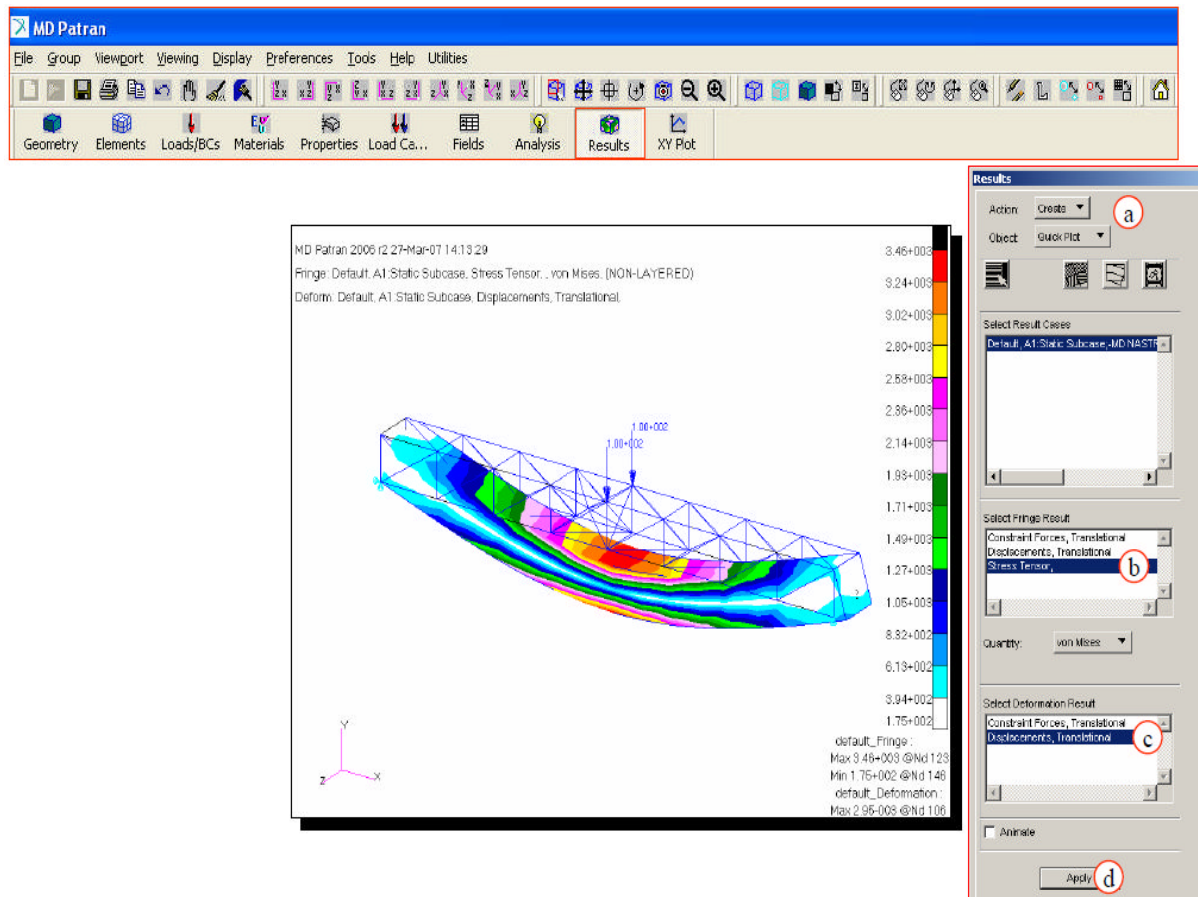 MD Patran
File Group Viewport Viewing Display Preferences Tools Help Utilities
Geometry Elements Loads/BCs Materials Properties Load Ca... Fields Analysis Results XY Plot
MD Patran 2006 r2 27-Mar-07 14:13:29
Fringe: Default, A1:Static Subcase, Stress Tensor, , von Mises, (NON-LAYERED)
Deform: Default, A1:Static Subcase, Displacements, Translational,
3.46+003
3.24+003
3.02+003
2.80+003
2.58+003
2.36+003
2.14+003
1.93+003
1.71+003
1.49+003
1.27+003
1.05+003
8.32+002
6.13+002
3.94+002
1.75+002
1.00+002
1.00+002
Y
Z
X
default_Fringe :
Max 3.46+003 @Nd 123
Min 1.75+002 @Nd 146
default_Deformation :
Max 2.95-003 @Nd 106
Results
Action: Create
a
Object: Quick Plot
Select Result Cases
Default, A1:Static Subcase,-MD NASTR
Select Fringe Result
Constraint Forces, Translational
Displacements, Translational
Stress Tensor,
b
Quantity: von Mises
Select Deformation Result
Constraint Forces, Translational
Displacements, Translational
c
Animate
Apply
d